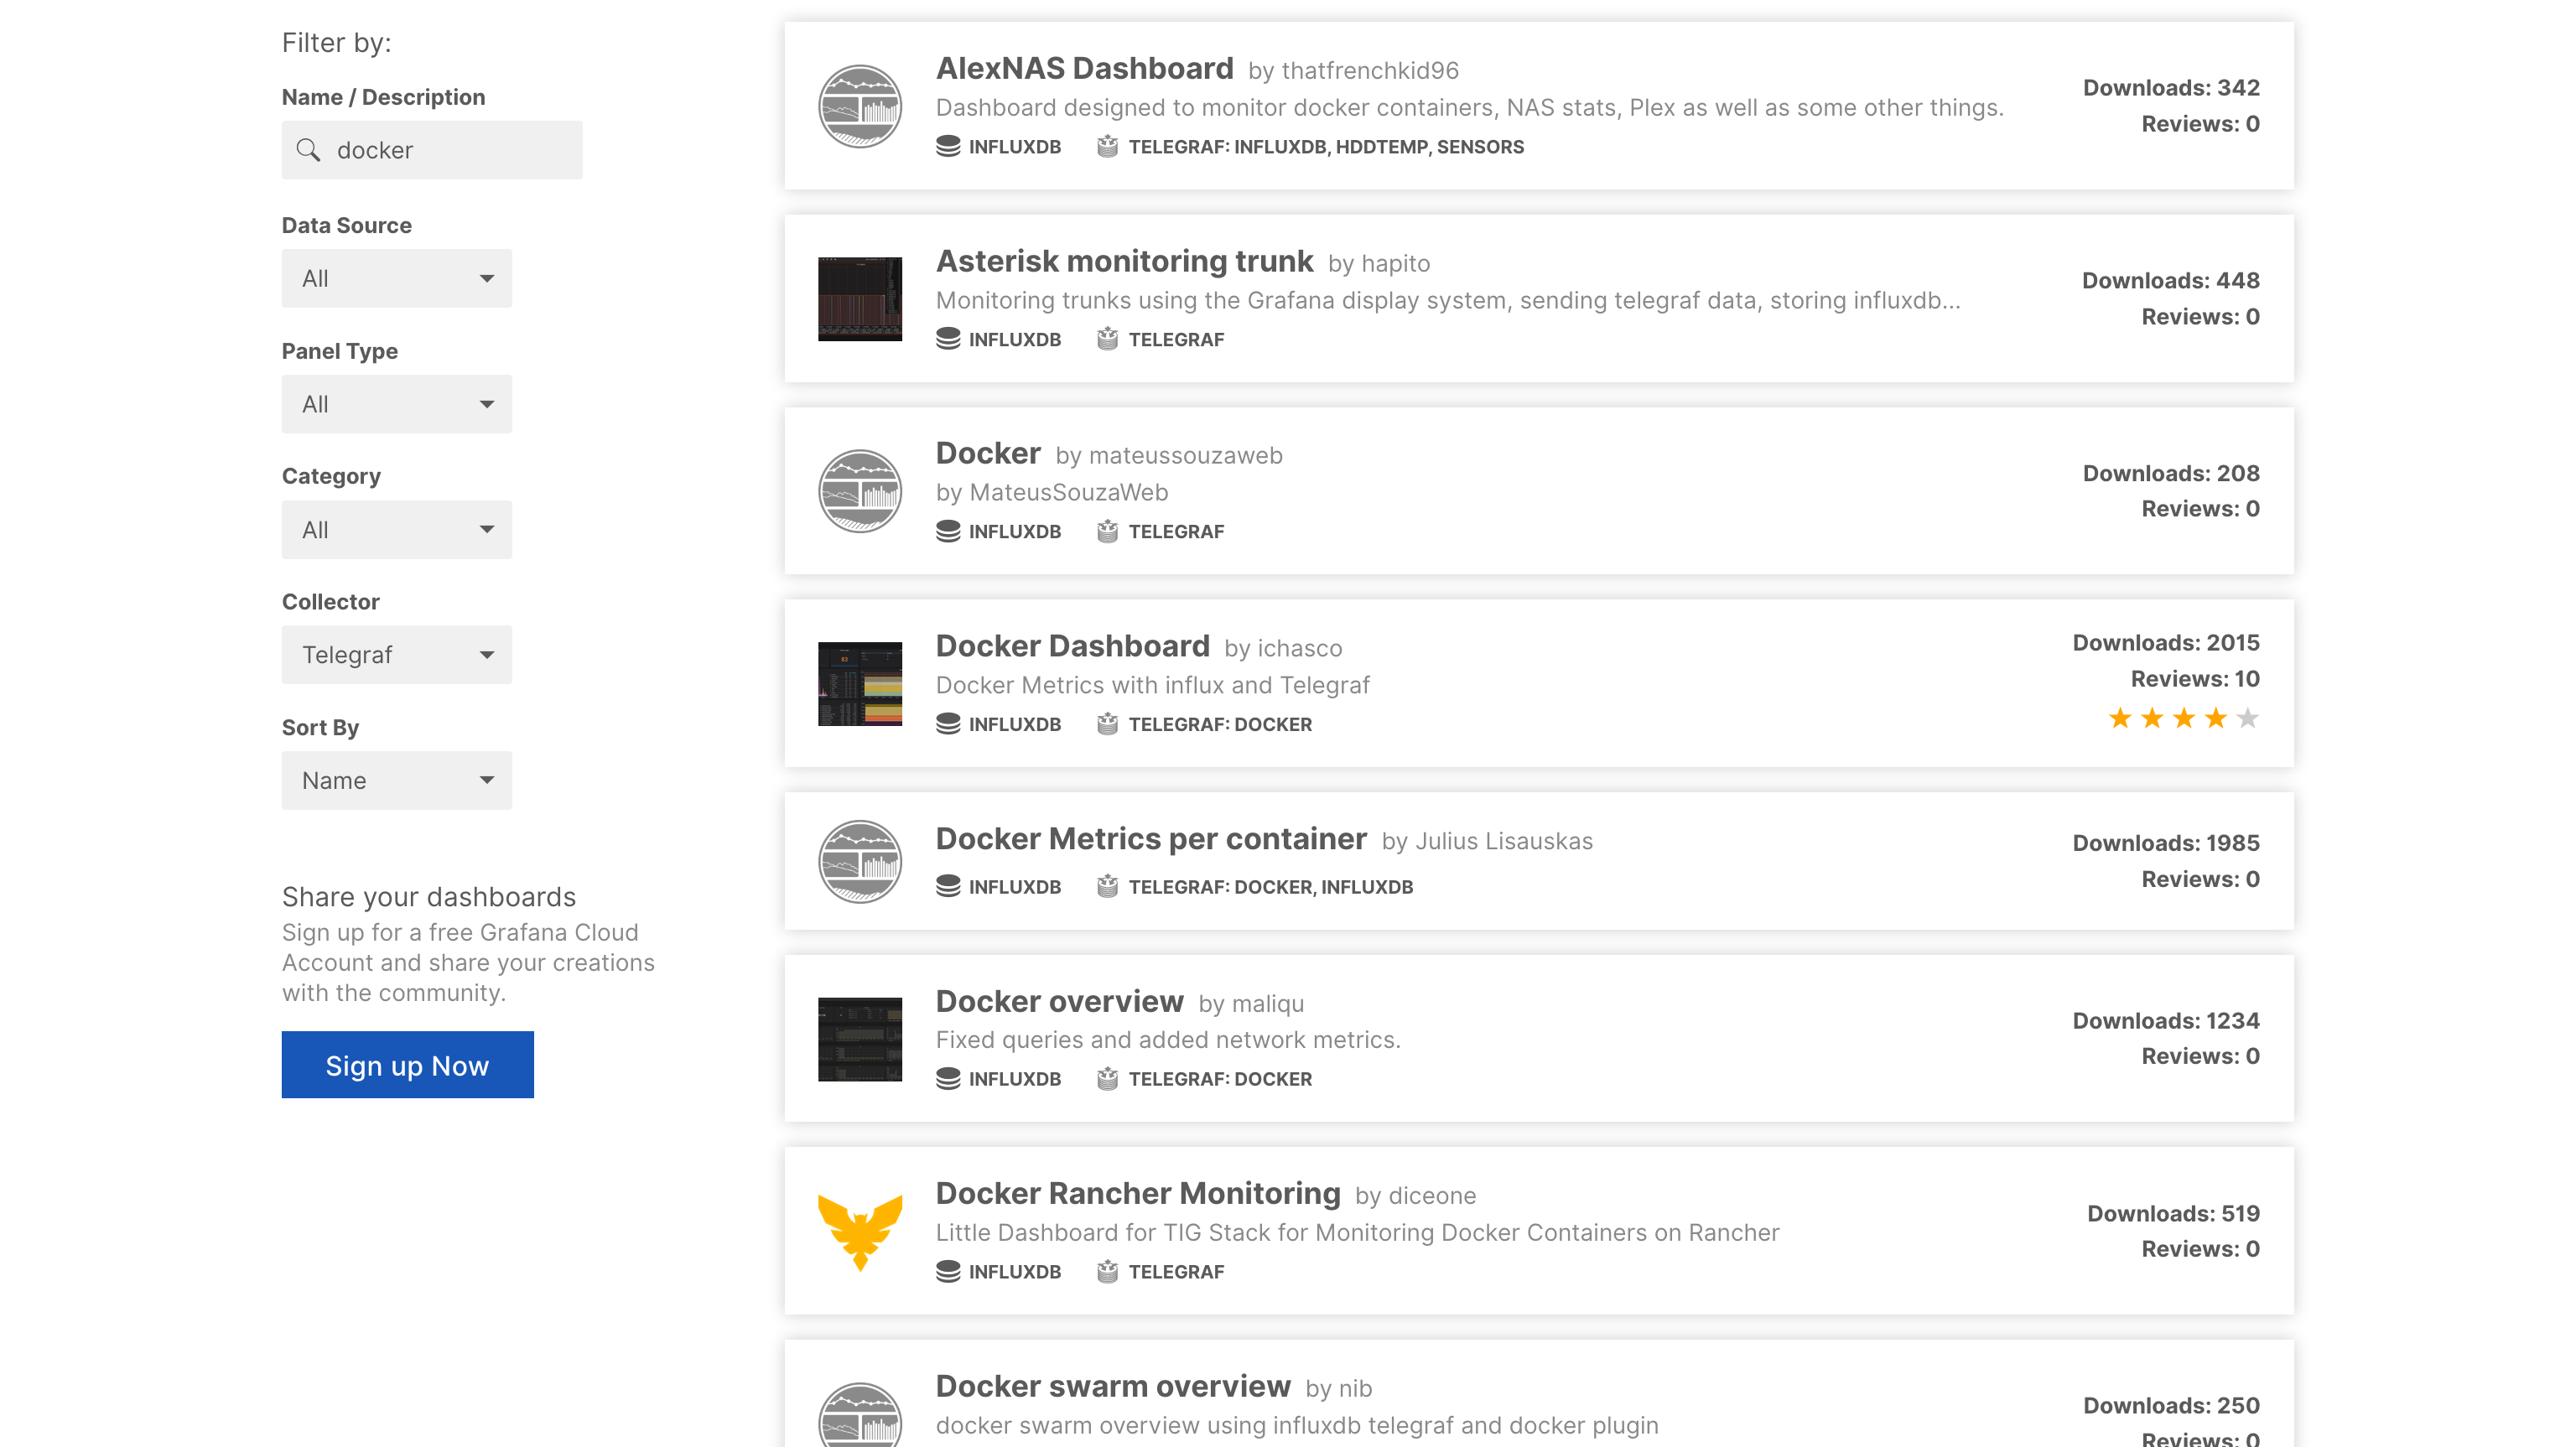 Filter by:
Name / Description
docker
Data Source
All
Panel Type
All
Category
All
Collector
Telegraf
Sort By
Name
Share your dashboards
Sign up for a free Grafana Cloud
Account and share your creations
with the community.
Sign up Now
AlexNAS Dashboard by thatfrenchkid96
Dashboard designed to monitor docker containers, NAS stats, Plex as well as some other things.
INFLUXDB TELEGRAF: INFLUXDB, HDDTEMP, SENSORS
Downloads: 342
Reviews: 0
Asterisk monitoring trunk by hapito
Monitoring trunks using the Grafana display system, sending telegraf data, storing influxdb...
INFLUXDB TELEGRAF
Downloads: 448
Reviews: 0
Docker by mateussouzaweb
by MateusSouzaWeb
INFLUXDB TELEGRAF
Downloads: 208
Reviews: 0
Docker Dashboard by ichasco
Docker Metrics with influx and Telegraf
INFLUXDB TELEGRAF: DOCKER
Downloads: 2015
Reviews: 10
Docker Metrics per container by Julius Lisauskas
INFLUXDB TELEGRAF: DOCKER, INFLUXDB
Downloads: 1985
Reviews: 0
Docker overview by maliqu
Fixed queries and added network metrics.
INFLUXDB TELEGRAF: DOCKER
Downloads: 1234
Reviews: 0
Docker Rancher Monitoring by diceone
Little Dashboard for TIG Stack for Monitoring Docker Containers on Rancher
INFLUXDB TELEGRAF
Downloads: 519
Reviews: 0
Docker swarm overview by nib
docker swarm overview using influxdb telegraf and docker plugin
Downloads: 250
Reviews: 0